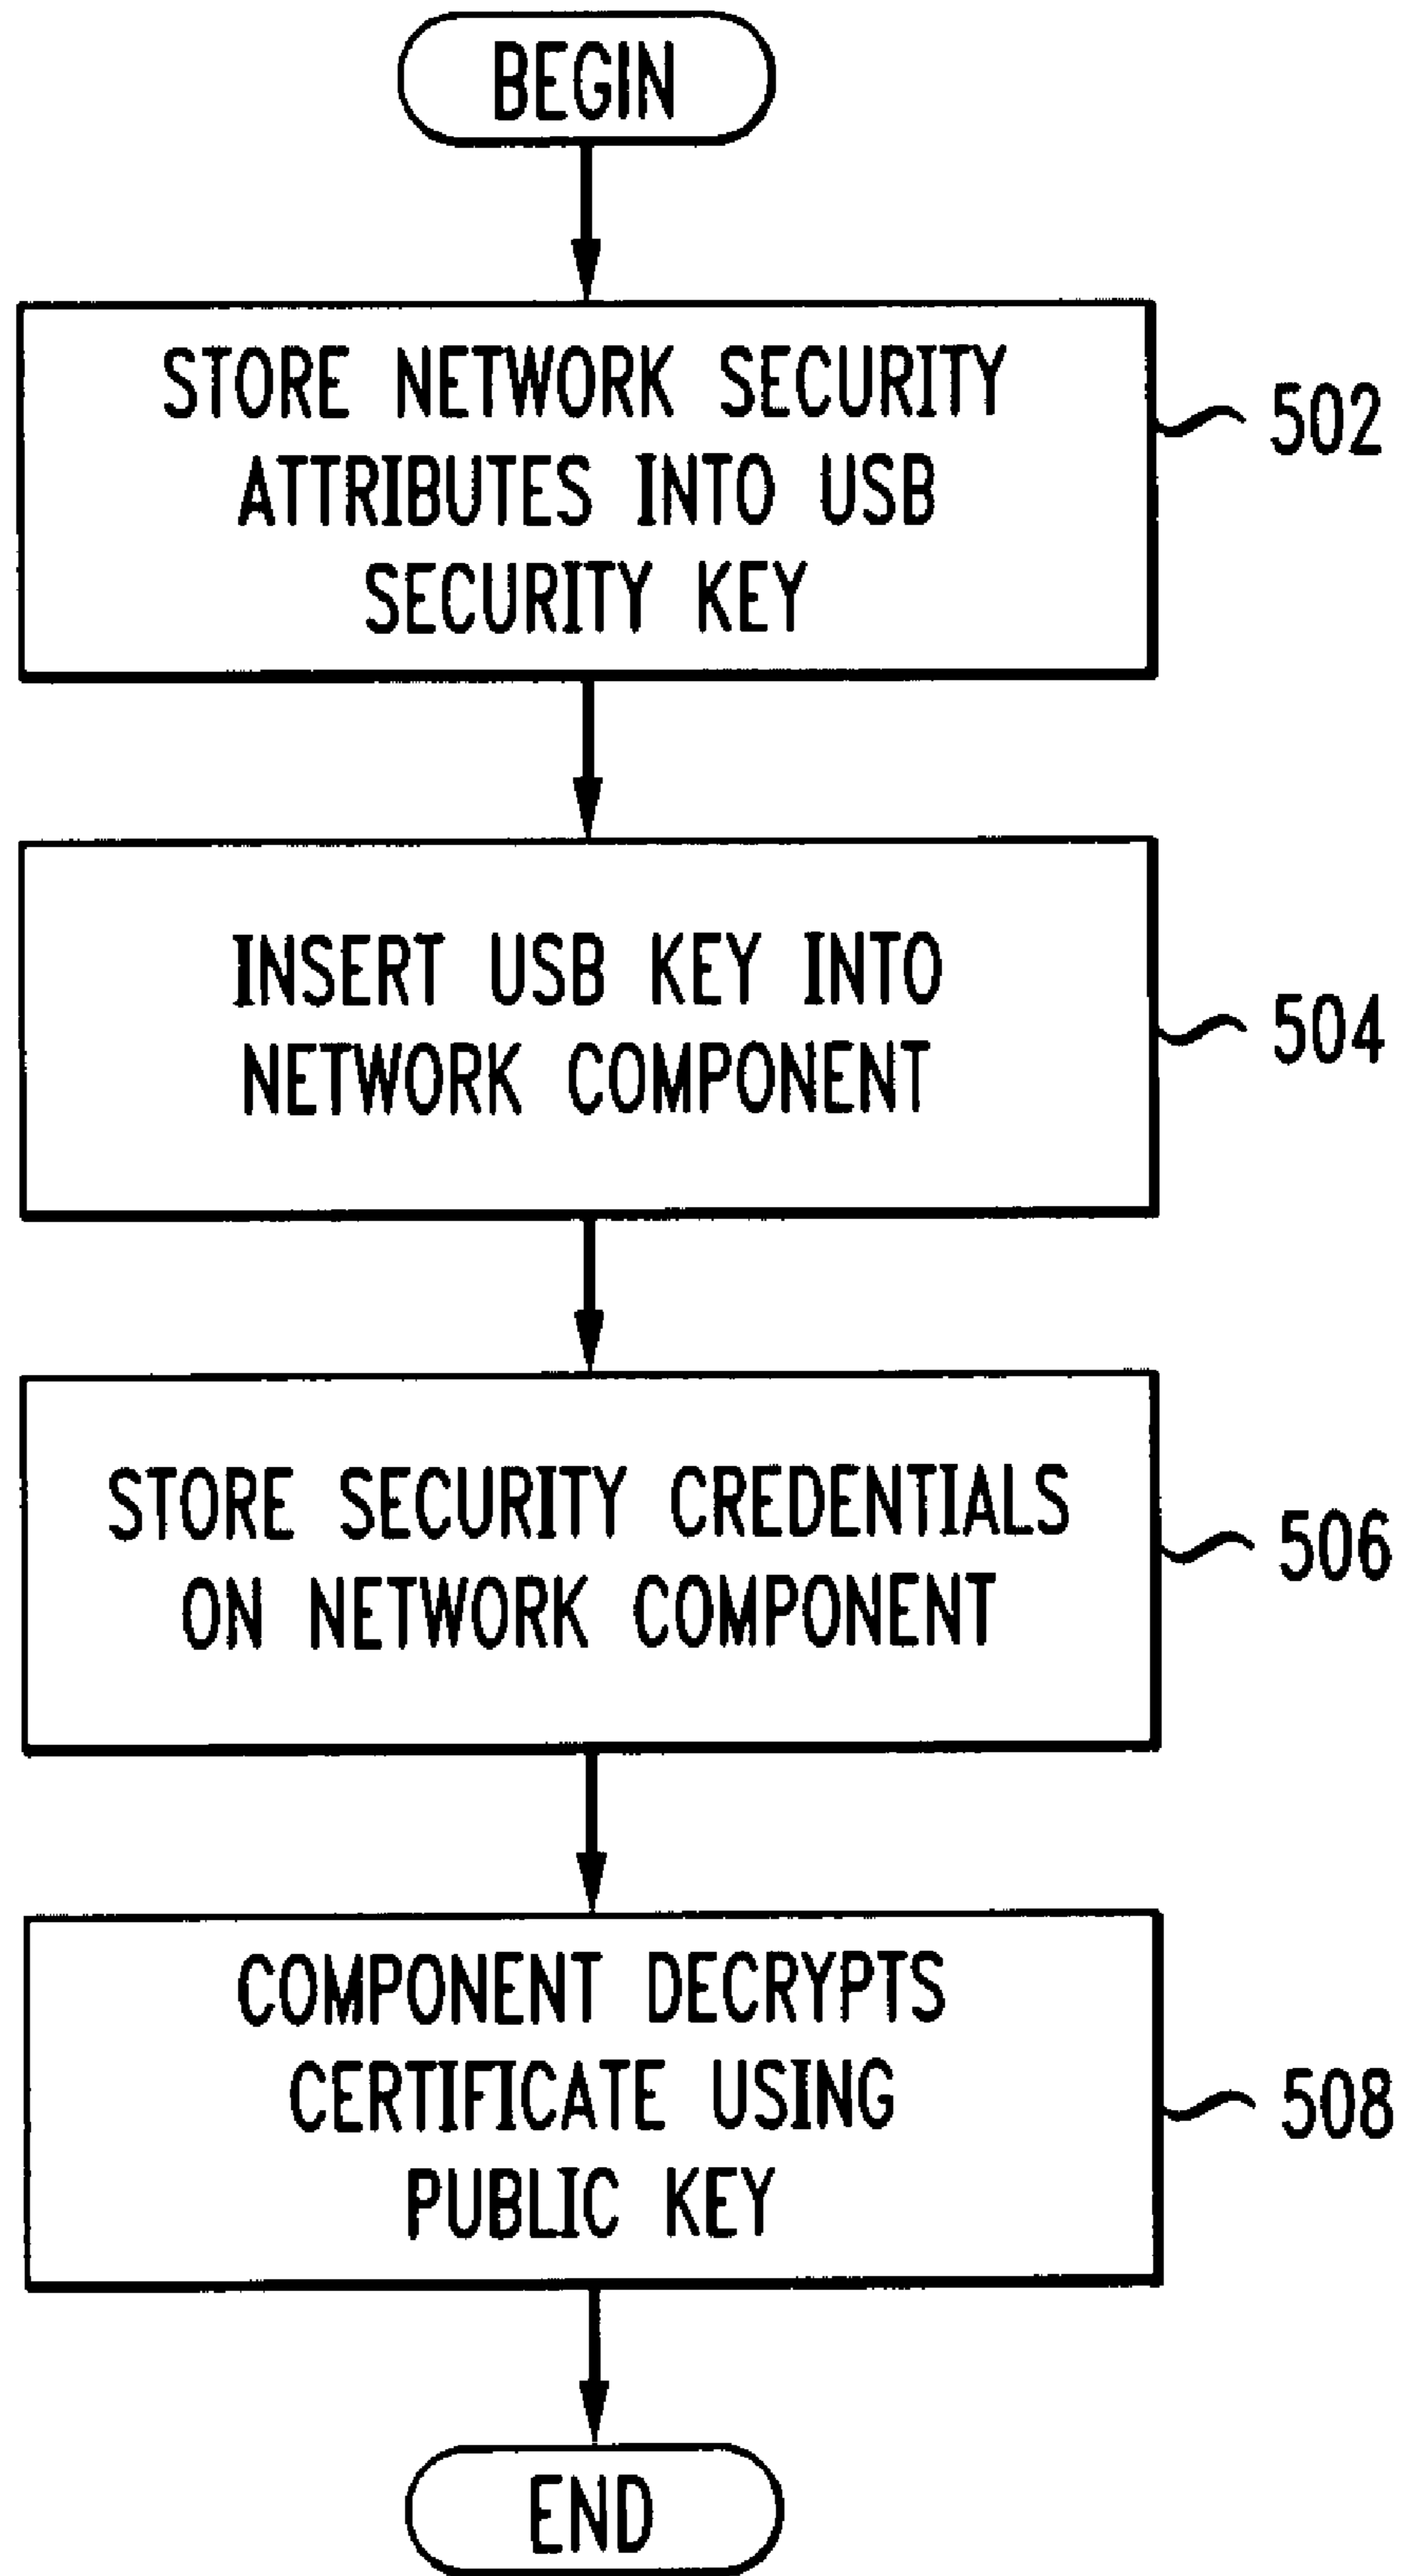 BEGIN
STORE NETWORK SECURITY
ATTRIBUTES INTO USB
SECURITY KEY
502
INSERT USB KEY INTO
NETWORK COMPONENT
504
STORE SECURITY CREDENTIALS
ON NETWORK COMPONENT
506
COMPONENT DECRYPTS
CERTIFICATE USING
PUBLIC KEY
508
END